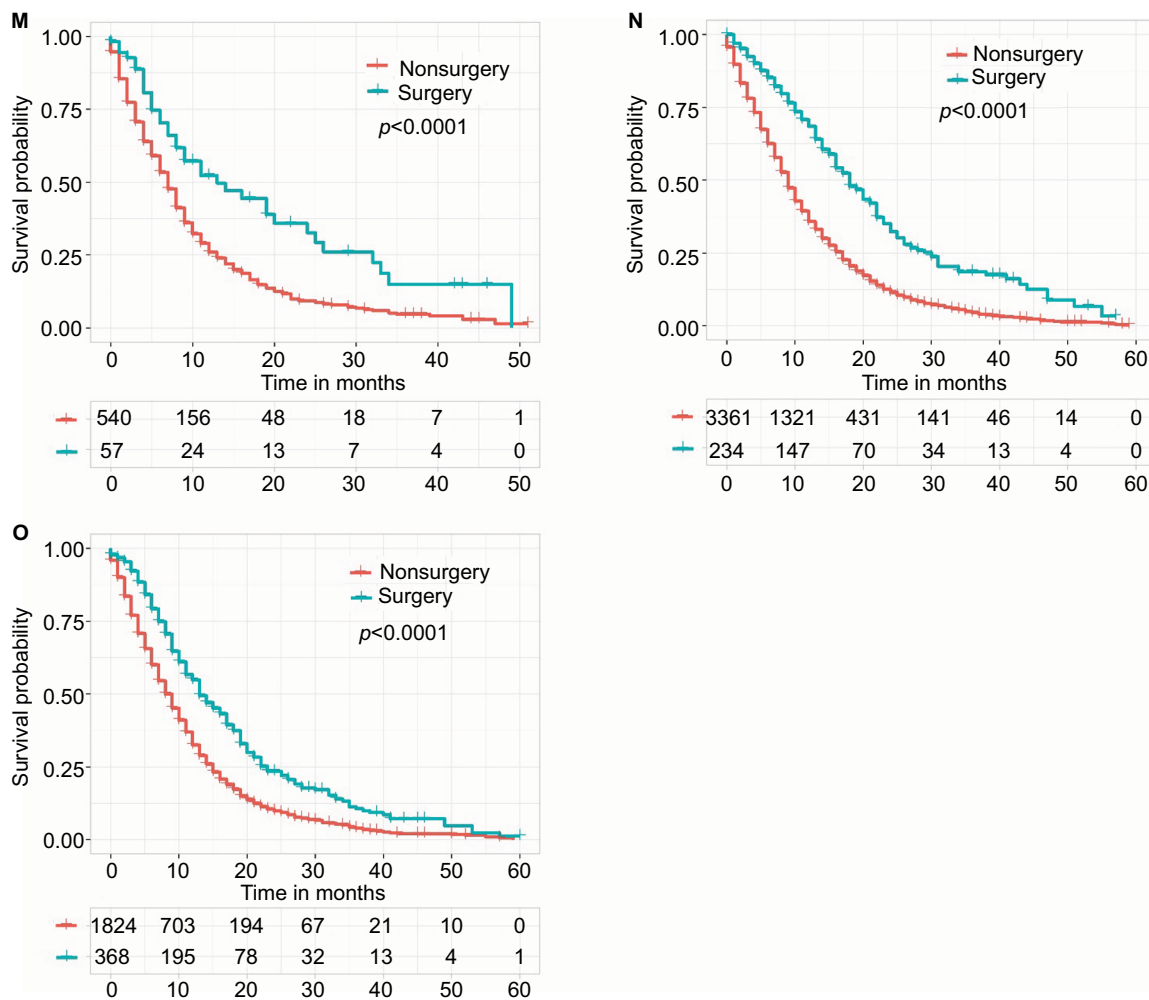 M
Survival probability
1.00
0.75
0.50
0.25
0.00
Nonsurgery
Surgery
p<0.0001
0 10 20 30 40 50
Time in months
540 156 48 18 7 1
57 24 13 7 4 0
0 10 20 30 40 50
N
Survival probability
1.00
0.75
0.50
0.25
0.00
Nonsurgery
Surgery
p<0.0001
0 10 20 30 40 50 60
Time in months
3361 1321 431 141 46 14 0
234 147 70 34 13 4 0
0 10 20 30 40 50 60
O
Survival probability
1.00
0.75
0.50
0.25
0.00
Nonsurgery
Surgery
p<0.0001
0 10 20 30 40 50 60
Time in months
1824 703 194 67 21 10 0
368 195 78 32 13 4 1
0 10 20 30 40 50 60